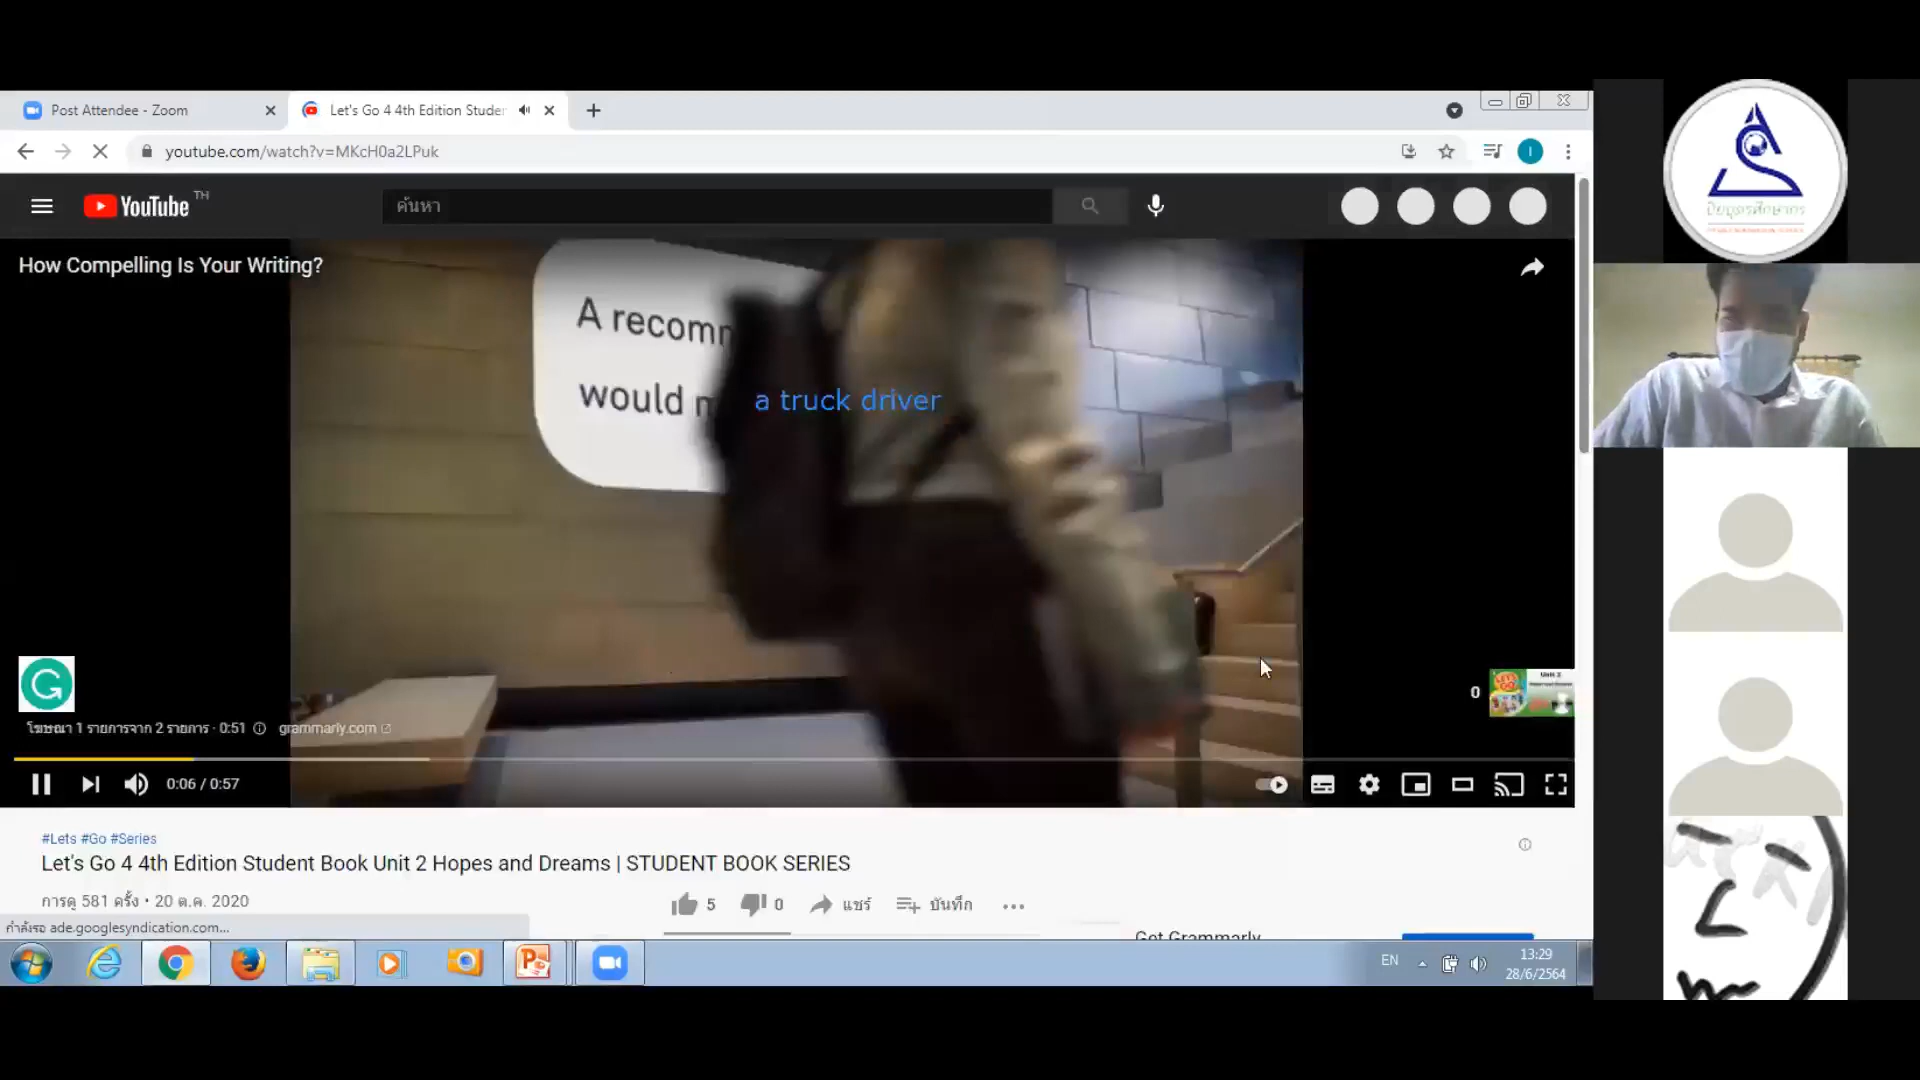 Post Attendee - Zoom
Let's Go 4 4th Edition Studer
youtube.com/watch?v=MKcH0a2LPuk
I
YouTube TH
ค้นหา
How Compelling Is Your Writing?
A recomm
would m
a truck driver
โฆษณา 1 รายการจาก 2 รายการ · 0:51
grammarly.com
0
Unit 2
0:06 / 0:57
#Lets #Go #Series
Let's Go 4 4th Edition Student Book Unit 2 Hopes and Dreams | STUDENT BOOK SERIES
การดู 581 ครั้ง • 20 ต.ค. 2020
5
0
แชร์
บันทึก
กำลังรอ ade.googlesyndication.com...
Get Grammarly
EN
13:29
28/6/2564